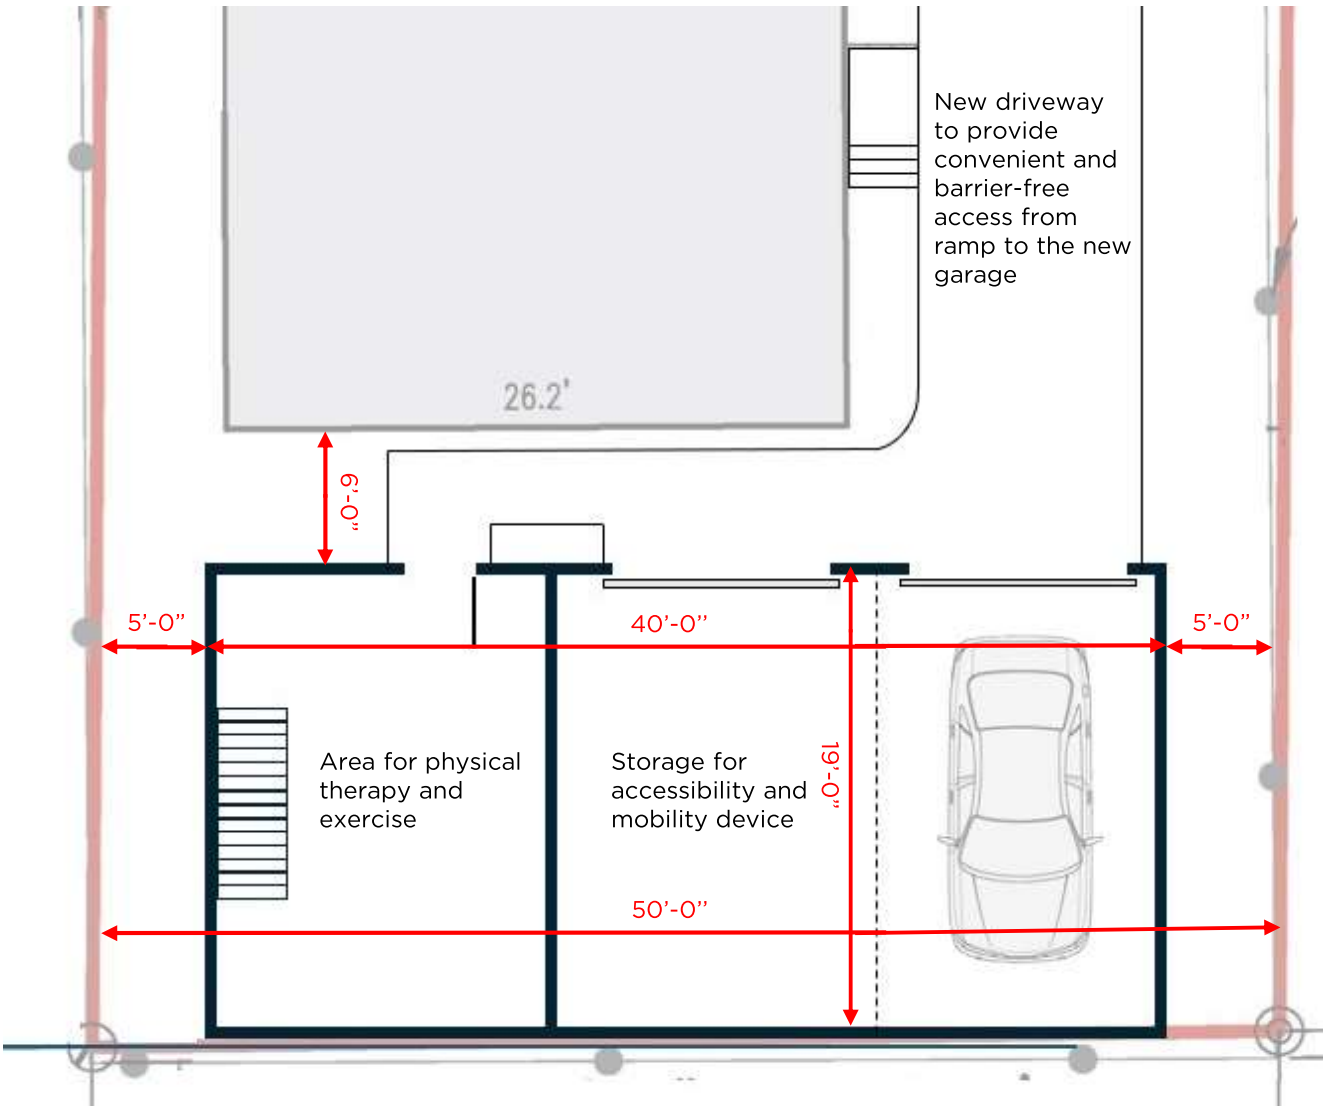 New driveway
to provide
convenient and
barrier-free
access from
ramp to the new
garage
26.2'
6'-0"
5'-0"
40'-0"
5'-0"
Area for physical
therapy and
exercise
Storage for
accessibility and
mobility device
19'-0"
50'-0"